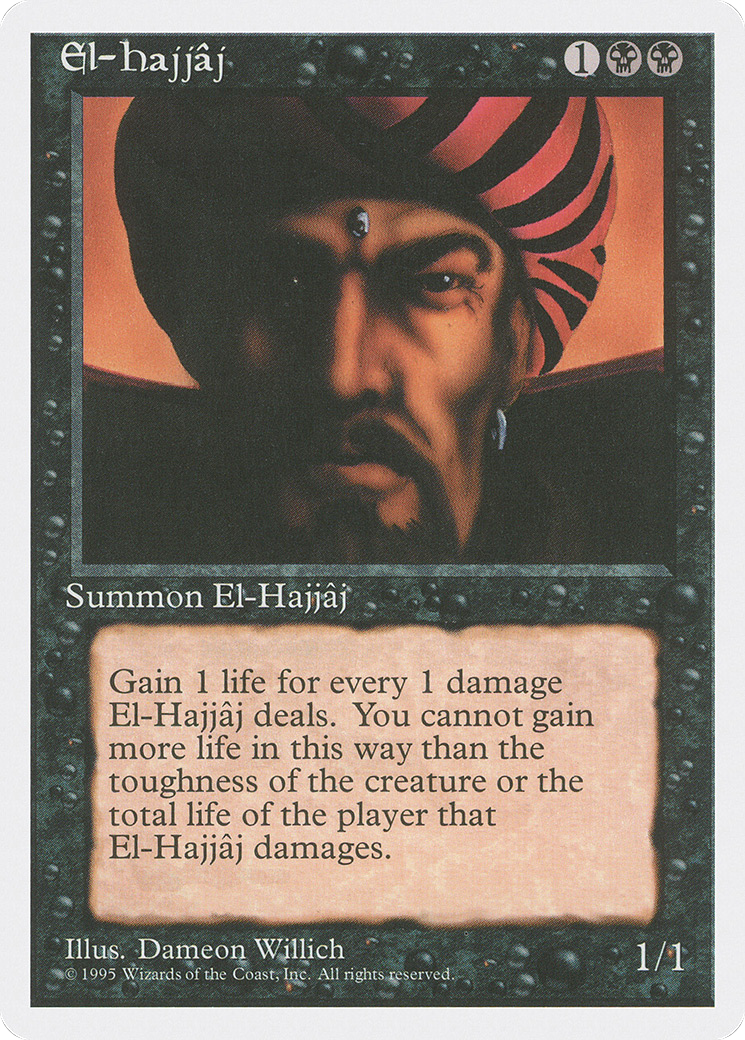 El-Hajjâj 1
Summon El-Hajjâj
Gain 1 life for every 1 damage
El-Hajjâj deals. You cannot gain
more life in this way than the
toughness of the creature or the
total life of the player that
El-Hajjâj damages.
Illus. Dameon Willich
© 1995 Wizards of the Coast, Inc. All rights reserved.
1/1